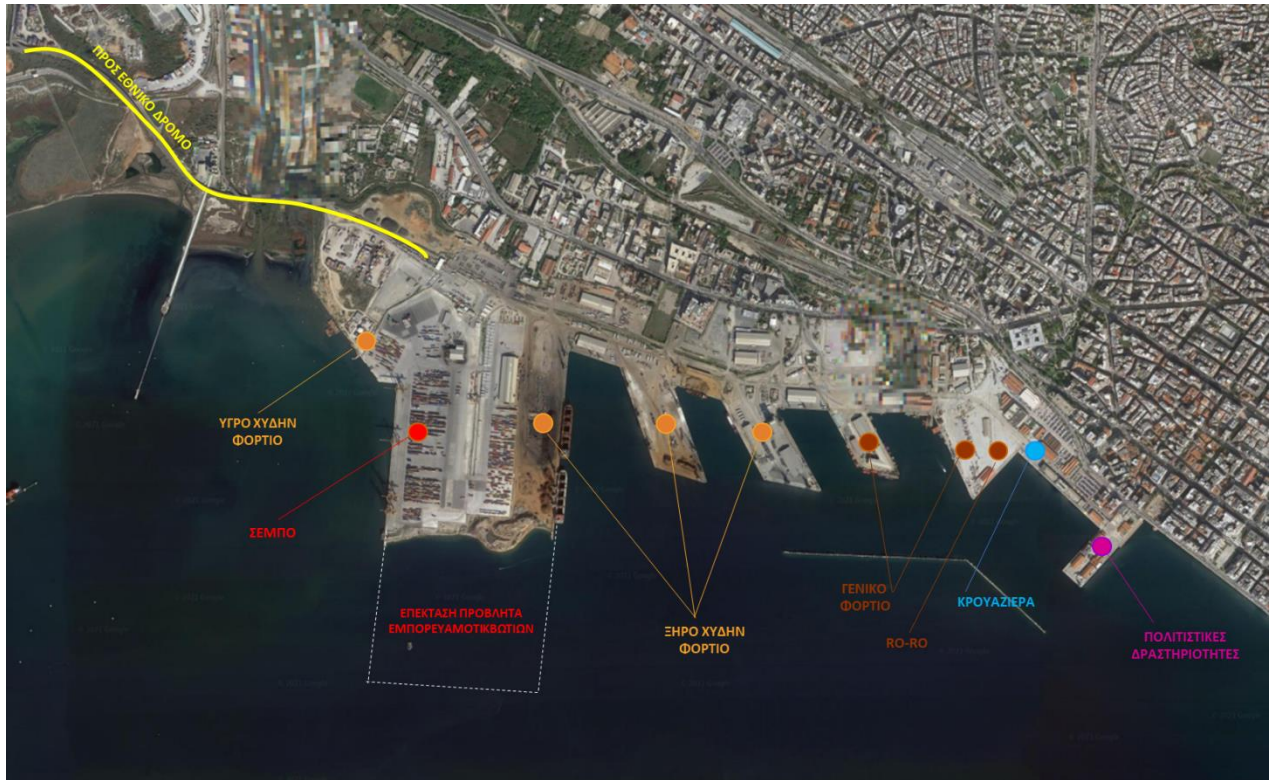 ΠΡΟΣ ΕΘΝΙΚΟ ΔΡΟΜΟ
ΥΓΡΟ ΧΥΔΗΝ
ΦΟΡΤΙΟ
ΣΕΜΠΟ
ΕΠΕΚΤΑΣΗ ΠΡΟΒΛΗΤΑ
ΕΜΠΟΡΕΥΑΜΟΤΙΚΒΩΤΙΩΝ
ΞΗΡΟ ΧΥΔΗΝ
ΦΟΡΤΙΟ
ΓΕΝΙΚΟ
ΦΟΡΤΙΟ
RO-RO
ΚΡΟΥΑΖΙΕΡΑ
ΠΟΛΙΤΙΣΤΙΚΕΣ
ΔΡΑΣΤΗΡΙΟΤΗΤΕΣ